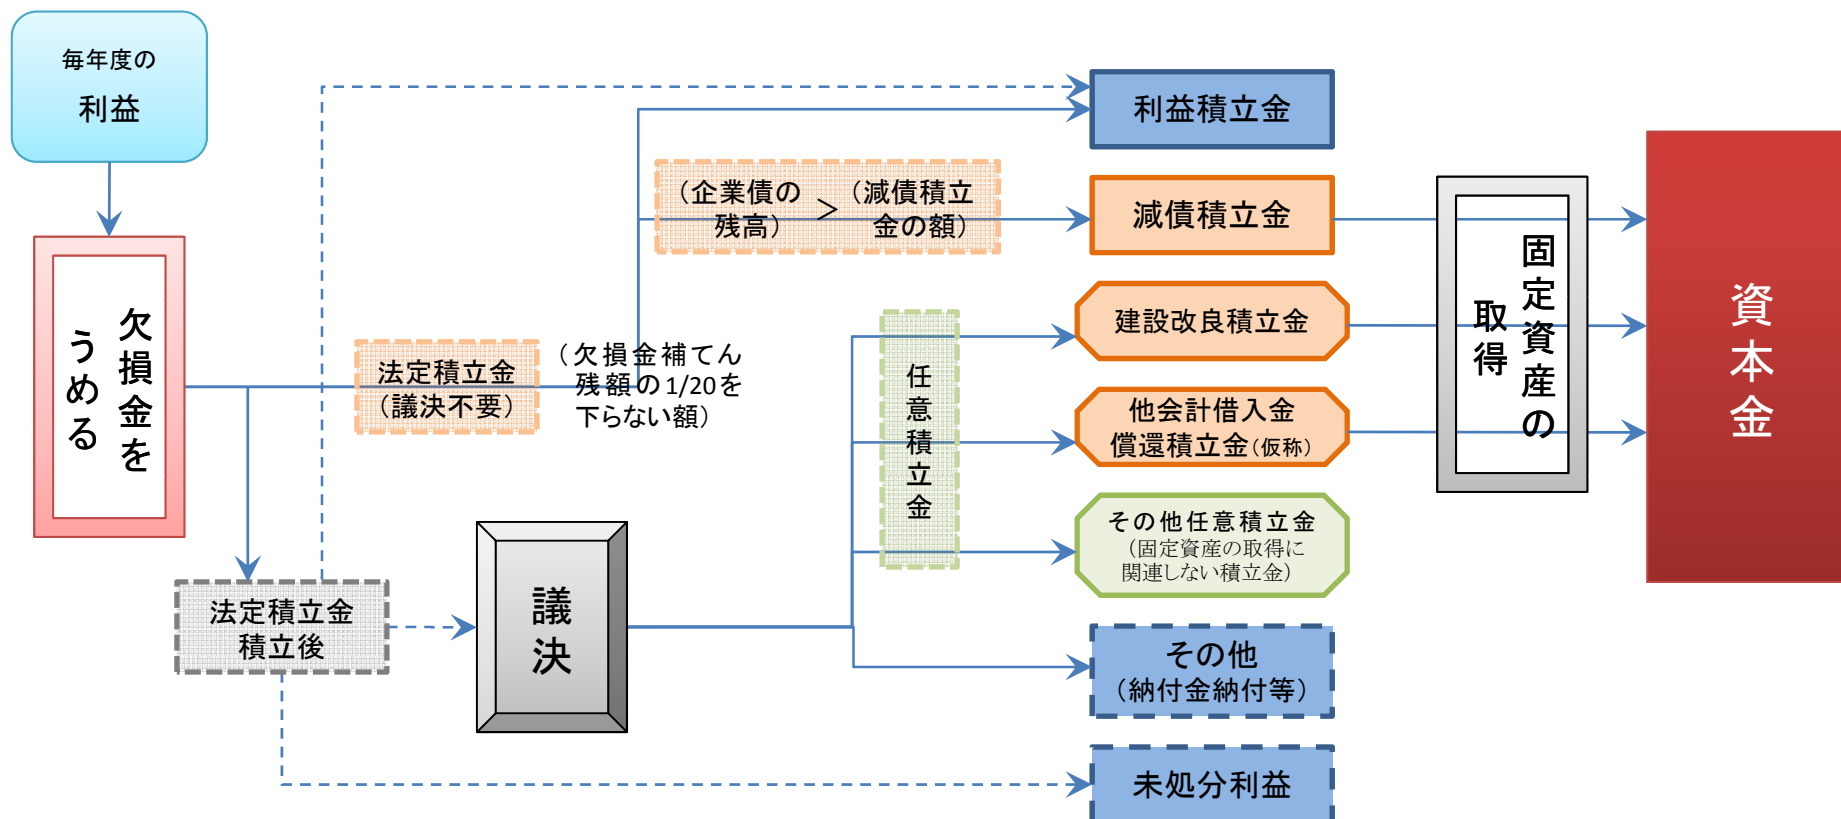 毎年度の
利益
欠損金を
うめる
法定積立金
（議決不要）
（欠損金補てん
残額の1/20を
下らない額）
（企業債の
残高）
＞
（減債積立
金の額）
法定積立金
積立後
議
決
任意積立金
利益積立金
減債積立金
建設改良積立金
他会計借入金
償還積立金（仮称）
その他任意積立金
（固定資産の取得に
関連しない積立金）
その他
（納付金納付等）
未処分利益
固定資産の
取得
資本金